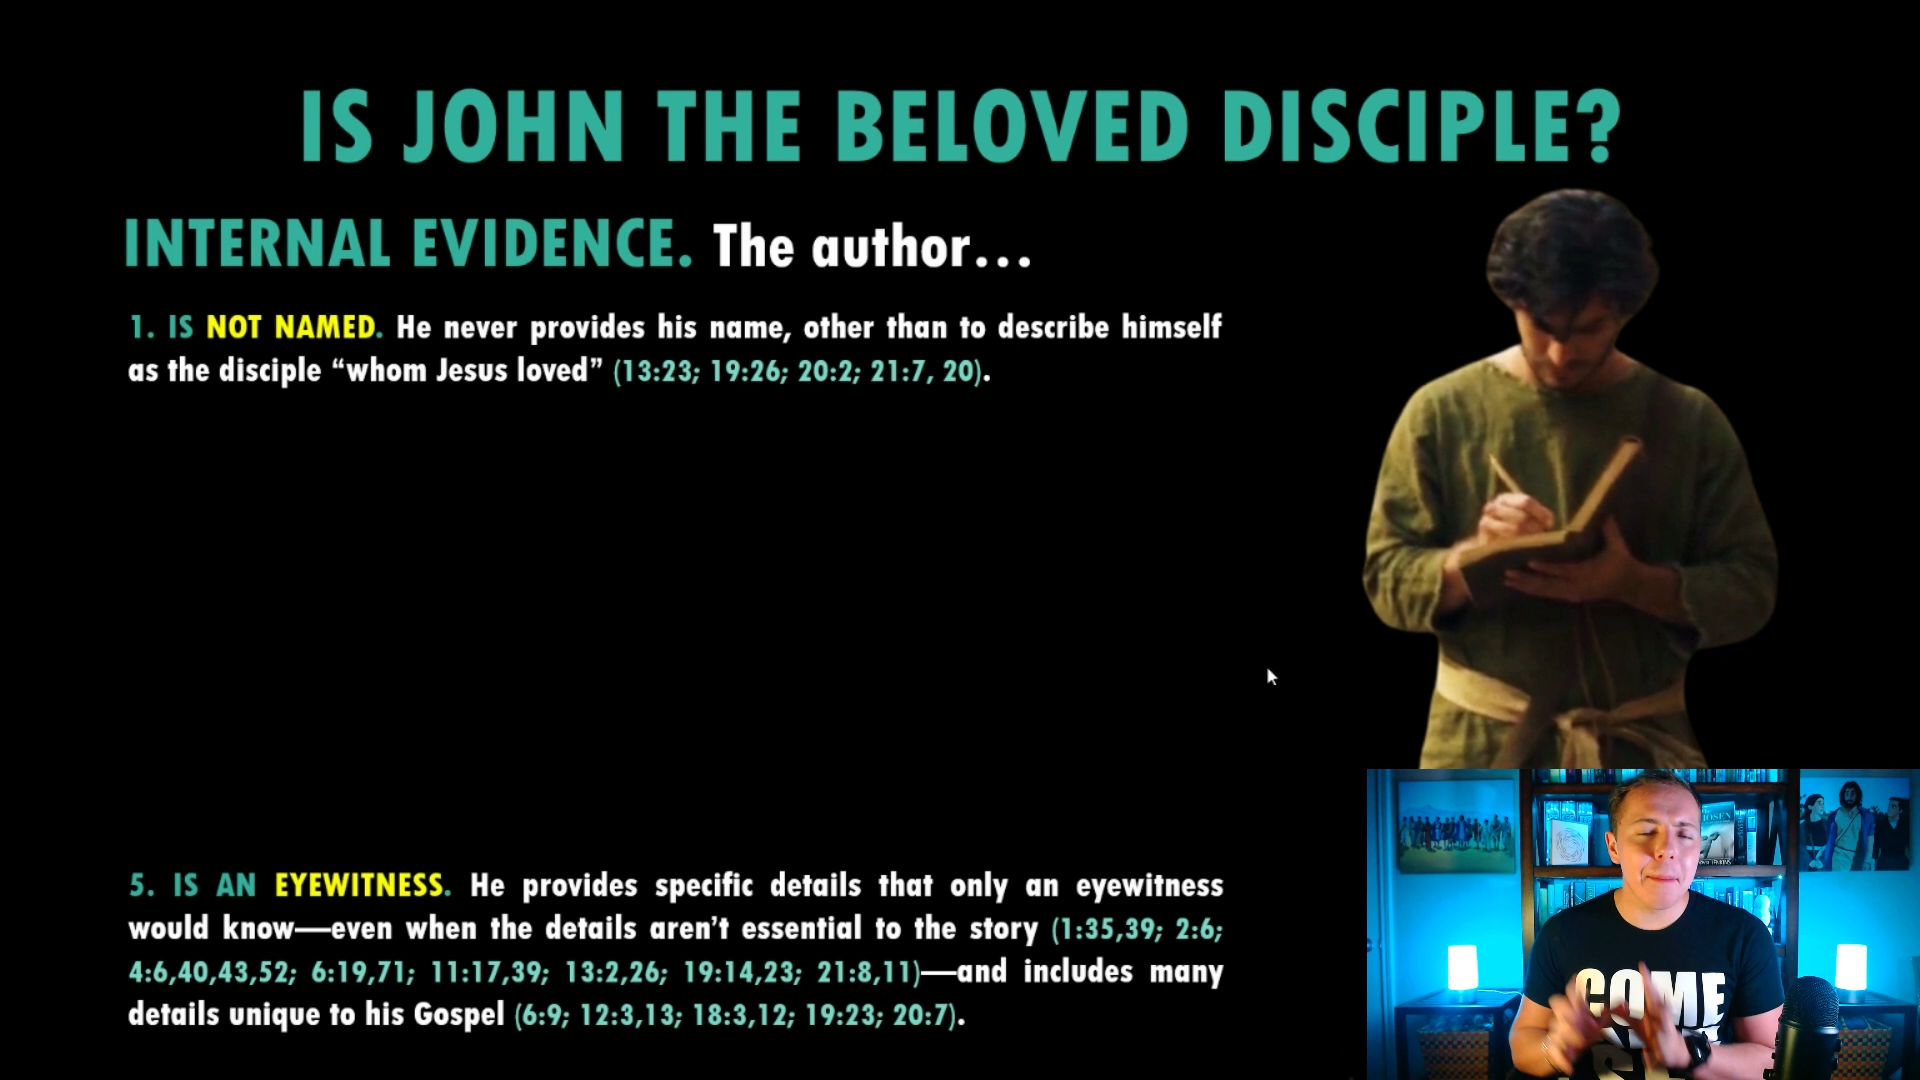 IS JOHN THE BELOVED DISCIPLE?
INTERNAL EVIDENCE. The author…
1. IS NOT NAMED. He never provides his name, other than to describe himself
as the disciple “whom Jesus loved” (13:23; 19:26; 20:2; 21:7, 20).
5. IS AN EYEWITNESS. He provides specific details that only an eyewitness
would know—even when the details aren’t essential to the story (1:35,39; 2:6;
4:6,40,43,52; 6:19,71; 11:17,39; 13:2,26; 19:14,23; 21:8,11)—and includes many
details unique to his Gospel (6:9; 12:3,13; 18:3,12; 19:23; 20:7).
COME